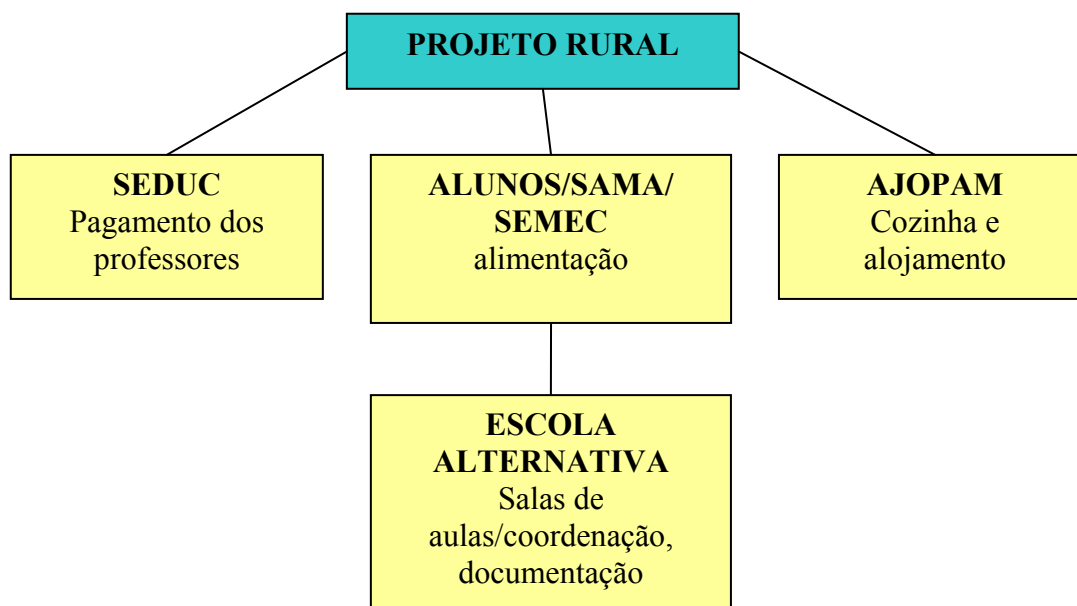 PROJETO RURAL
SEDUC
Pagamento dos
professores
ALUNOS/SAMA/
SEMEC
alimentação
AJOPAM
Cozinha e
alojamento
ESCOLA
ALTERNATIVA
Salas de
aulas/coordenação,
documentação